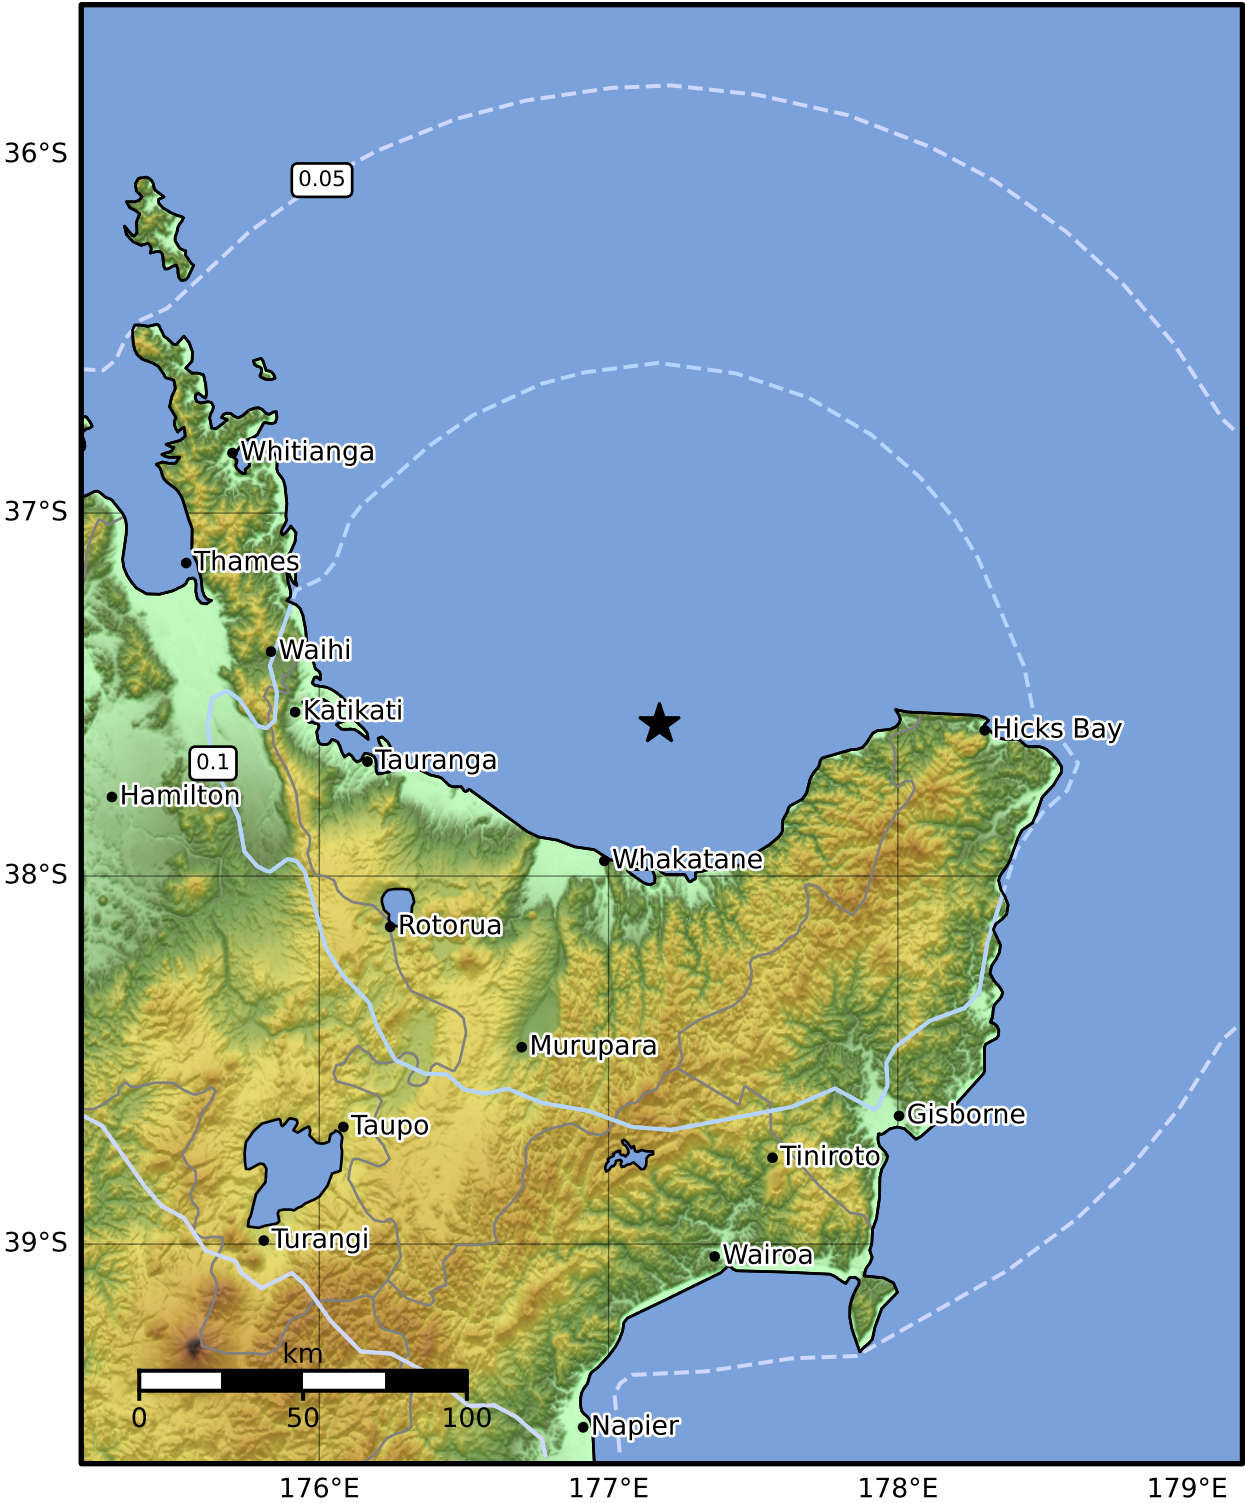 36°S
0.05
Whitianga
37°S
Thames
Waihi
Katikati
Hicks Bay
Tauranga
0.1
Hamilton
Whakatane
38°S
Rotorua
Murupara
Gisborne
Taupo
Tiniroto
Turangi
39°S
Wairoa
km
0 50 100
Napier
176°E 177°E 178°E 179°E